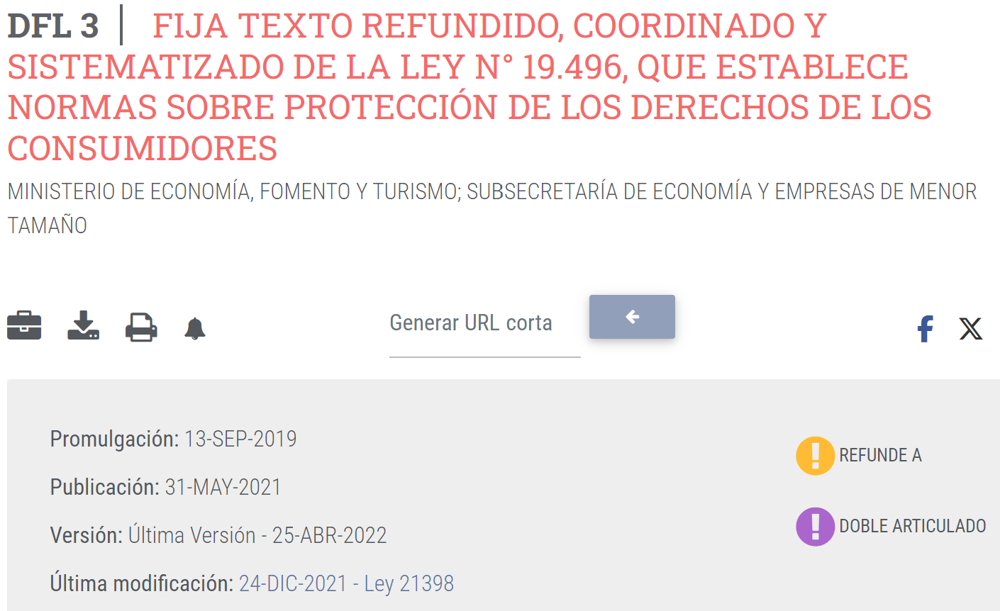 DFL 3 FIJA TEXTO REFUNDIDO, COORDINADO Y
SISTEMATIZADO DE LA LEY N° 19.496, QUE ESTABLECE
NORMAS SOBRE PROTECCIÓN DE LOS DERECHOS DE LOS
CONSUMIDORES
MINISTERIO DE ECONOMÍA, FOMENTO Y TURISMO; SUBSECRETARÍA DE ECONOMÍA Y EMPRESAS DE MENOR
TAMAÑO
Generar URL corta
Promulgación: 13-SEP-2019
REFUNDE A
Publicación: 31-MAY-2021
DOBLE ARTICULADO
Versión: Última Versión - 25-ABR-2022
Última modificación: 24-DIC-2021 - Ley 21398